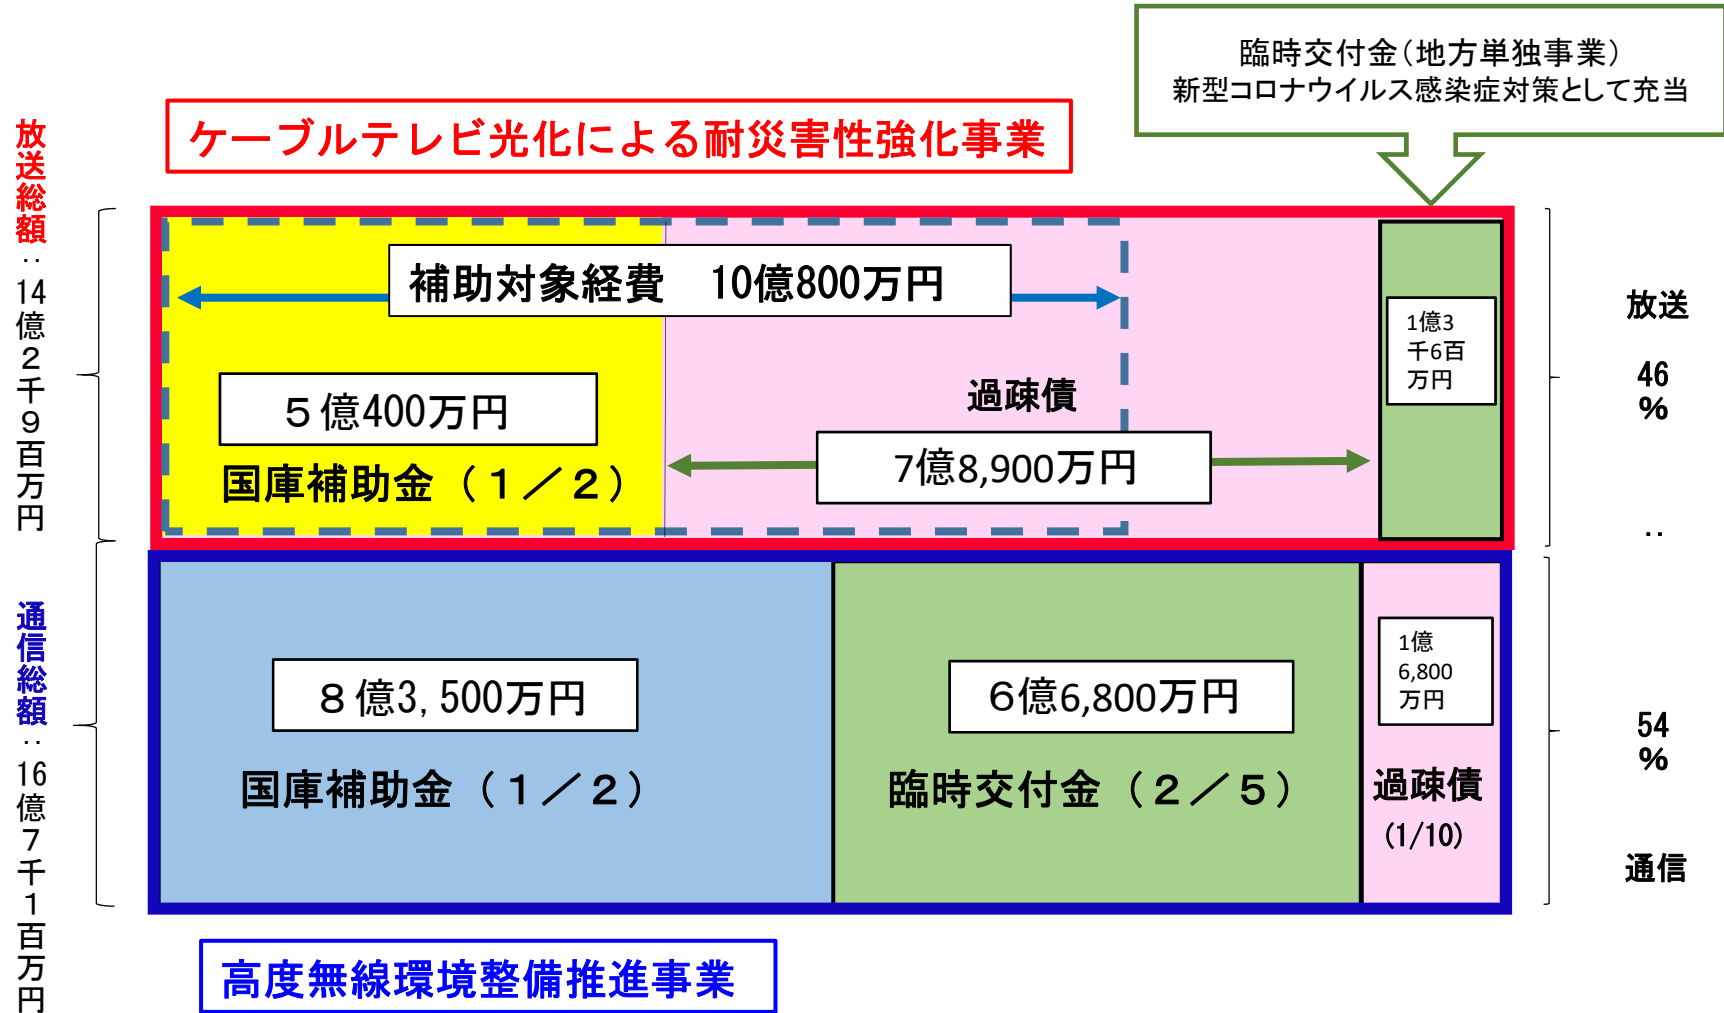 臨時交付金（地方単独事業）
新型コロナウイルス感染症対策として充当
ケーブルテレビ光化による耐災害性強化事業
放送総額：14億２千９百万円
補助対象経費　10億800万円
５億400万円
国庫補助金（１／２）
過疎債
7億8,900万円
1億3
千6百
万円
放送
46
%
：
通信総額：16億７千１百万円
８億3,500万円
国庫補助金（１／２）
６億6,800万円
臨時交付金（２／５）
1億
6,800
万円
過疎債
(1/10)
54
%
通信
高度無線環境整備推進事業